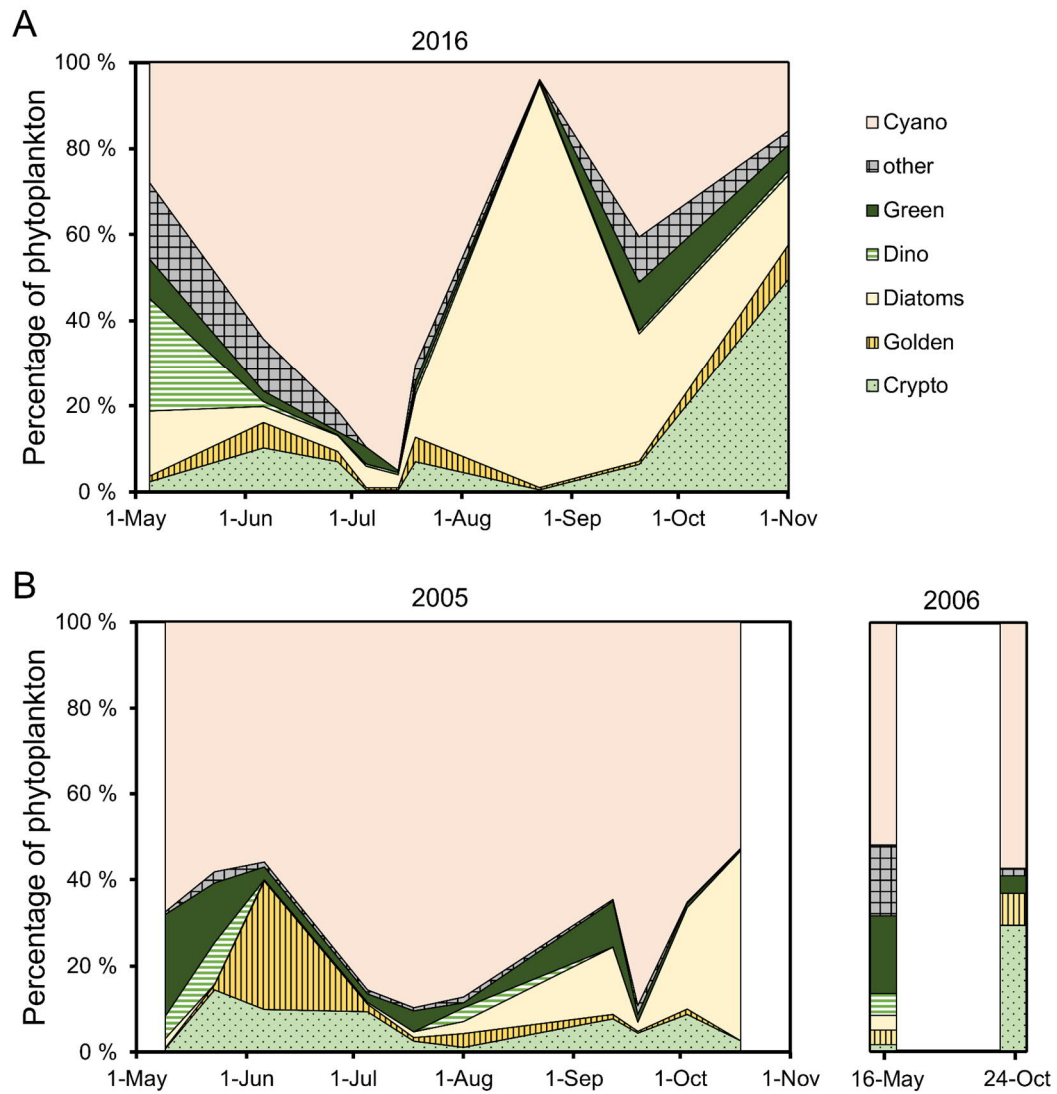 A
2016
Percentage of phytoplankton
100 %
80 %
60 %
40 %
20 %
0 %
1-May 1-Jun 1-Jul 1-Aug 1-Sep 1-Oct 1-Nov
Cyano
other
Green
Dino
Diatoms
Golden
Crypto
B
2005
2006
Percentage of phytoplankton
100 %
80 %
60 %
40 %
20 %
0 %
1-May 1-Jun 1-Jul 1-Aug 1-Sep 1-Oct 1-Nov
16-May 24-Oct